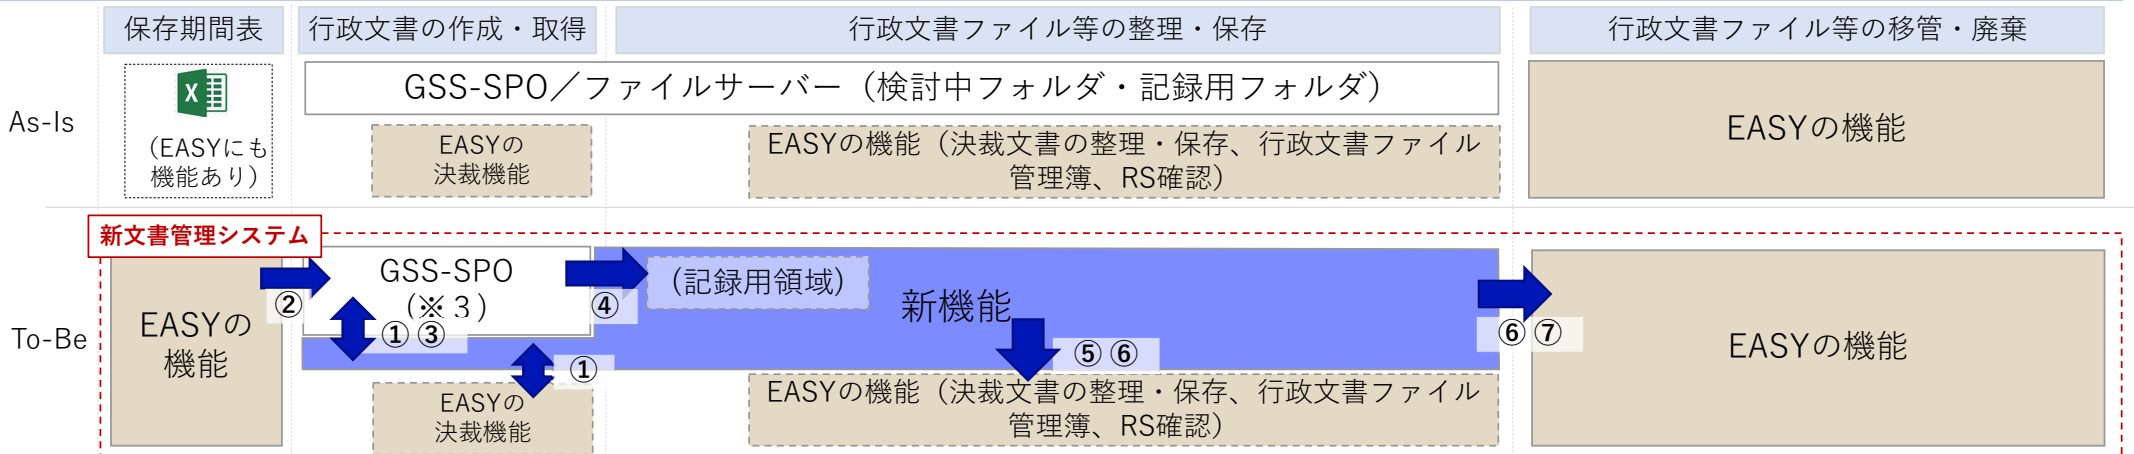 保存期間表
行政文書の作成・取得
行政文書ファイル等の整理・保存
行政文書ファイル等の移管・廃棄
As-Is
X
（EASYにも
機能あり）
GSS-SPO／ファイルサーバー（検討中フォルダ・記録用フォルダ）
EASYの
決裁機能
EASYの機能（決裁文書の整理・保存、行政文書ファイル
管理簿、RS確認）
EASYの機能
新文書管理システム
To-Be
EASYの
機能
②
GSS-SPO
（※３）
①③
④
（記録用領域）
新機能
①
⑤⑥
⑥⑦
EASYの
決裁機能
EASYの機能（決裁文書の整理・保存、行政文書ファイル
管理簿、RS確認）
EASYの機能